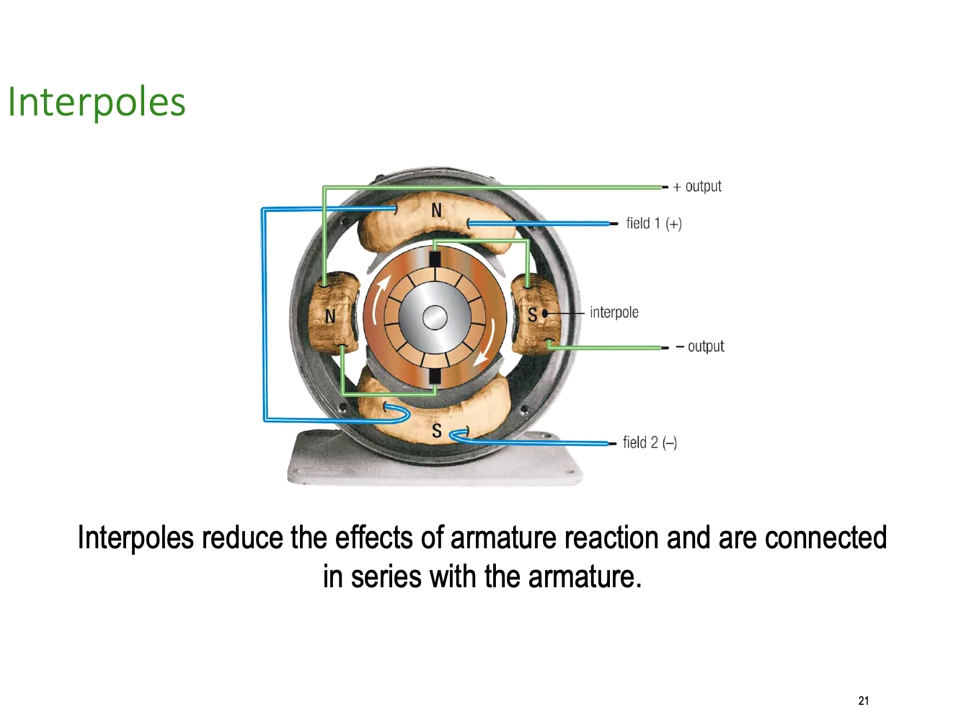 Interpoles
+ output
N
field 1 (+)
N
S
interpole
– output
S
field 2 (–)
Interpoles reduce the effects of armature reaction and are connected
in series with the armature.
21